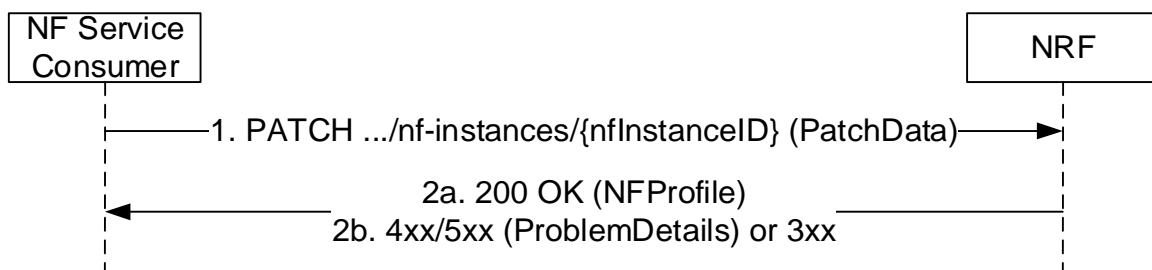 NF Service
Consumer
NRF
1. PATCH .../nf-instances/{nfInstanceID} (PatchData)
2a. 200 OK (NFProfile)
2b. 4xx/5xx (ProblemDetails) or 3xx